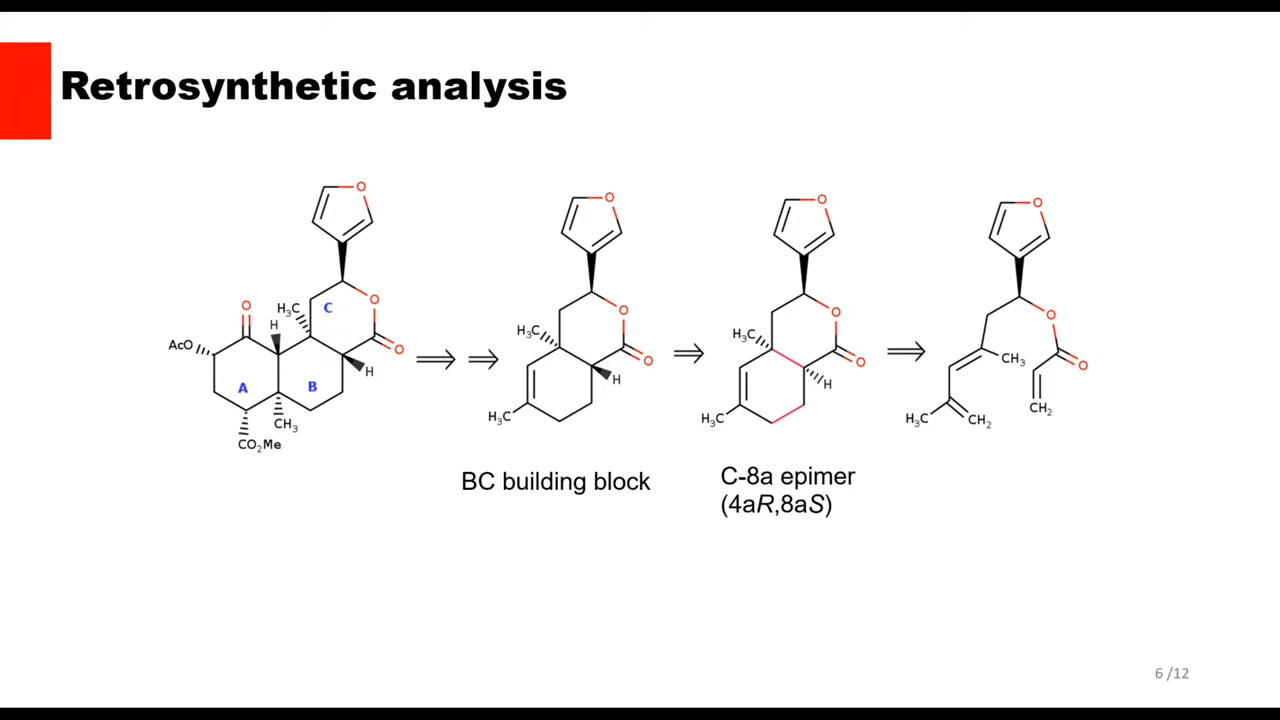 Retrosynthetic analysis
O
O
H₃C
C
O
H
AcO
O
H
A
B
CH₃
CO₂Me
O
O
H₃C
O
H
H₃C
O
O
H₃C
O
H
H₃C
O
O
CH₃
O
H₃C
CH₂
CH₂
BC building block
C-8a epimer
(4aR,8aS)
6 /12